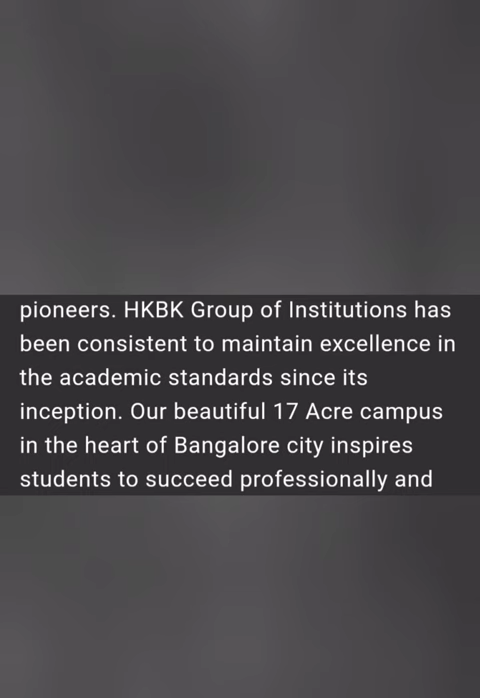 pioneers. HKBK Group of Institutions has
been consistent to maintain excellence in
the academic standards since its
inception. Our beautiful 17 Acre campus
in the heart of Bangalore city inspires
students to succeed professionally and